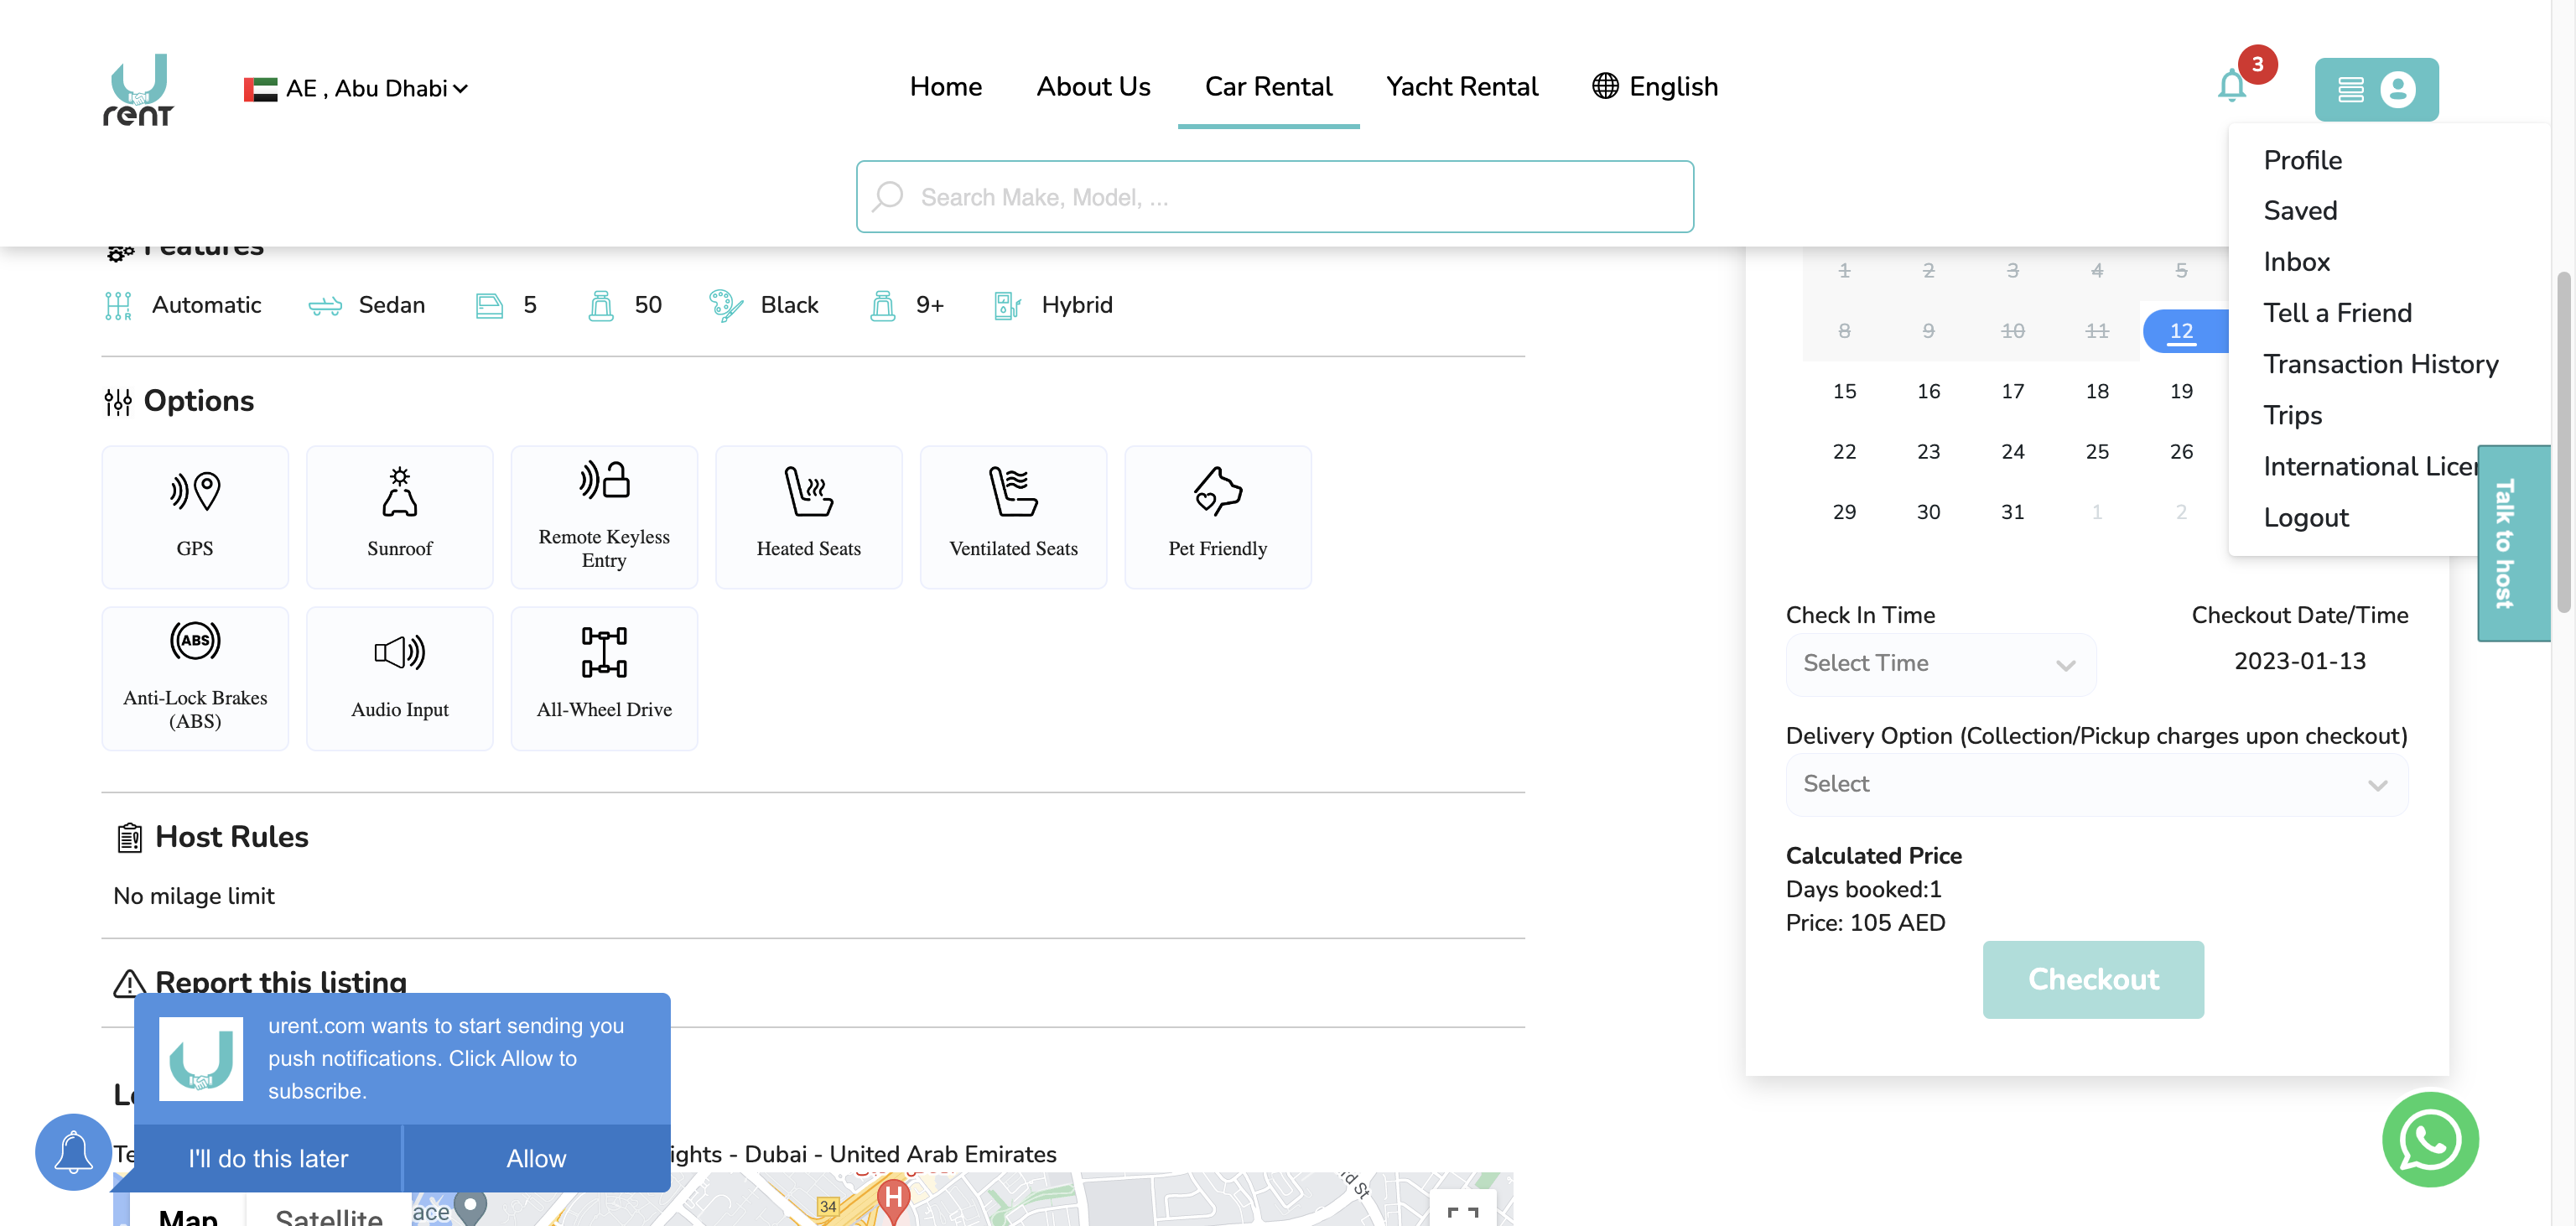 rent
AE , Abu Dhabi
Home
About Us
Car Rental
Yacht Rental
English
3
Search Make, Model, ...
Profile
Saved
Inbox
Tell a Friend
Transaction History
Trips
International Licen
Logout
Talk to host
Features
Automatic
Sedan
5
50
Black
9+
Hybrid
Options
GPS
Sunroof
Remote Keyless
Entry
Heated Seats
Ventilated Seats
Pet Friendly
ABS
Anti-Lock Brakes
(ABS)
Audio Input
All-Wheel Drive
Host Rules
No milage limit
Report this listing
1 2 3 4 5
8 9 10 11 12
15 16 17 18 19
22 23 24 25 26
29 30 31 1 2
Check In Time
Select Time
Checkout Date/Time
2023-01-13
Delivery Option (Collection/Pickup charges upon checkout)
Select
Calculated Price
Days booked:1
Price: 105 AED
Checkout
urent.com wants to start sending you
push notifications. Click Allow to
subscribe.
I'll do this later
Allow
ights - Dubai - United Arab Emirates
Map
Satellite
ace
34
H
rd St